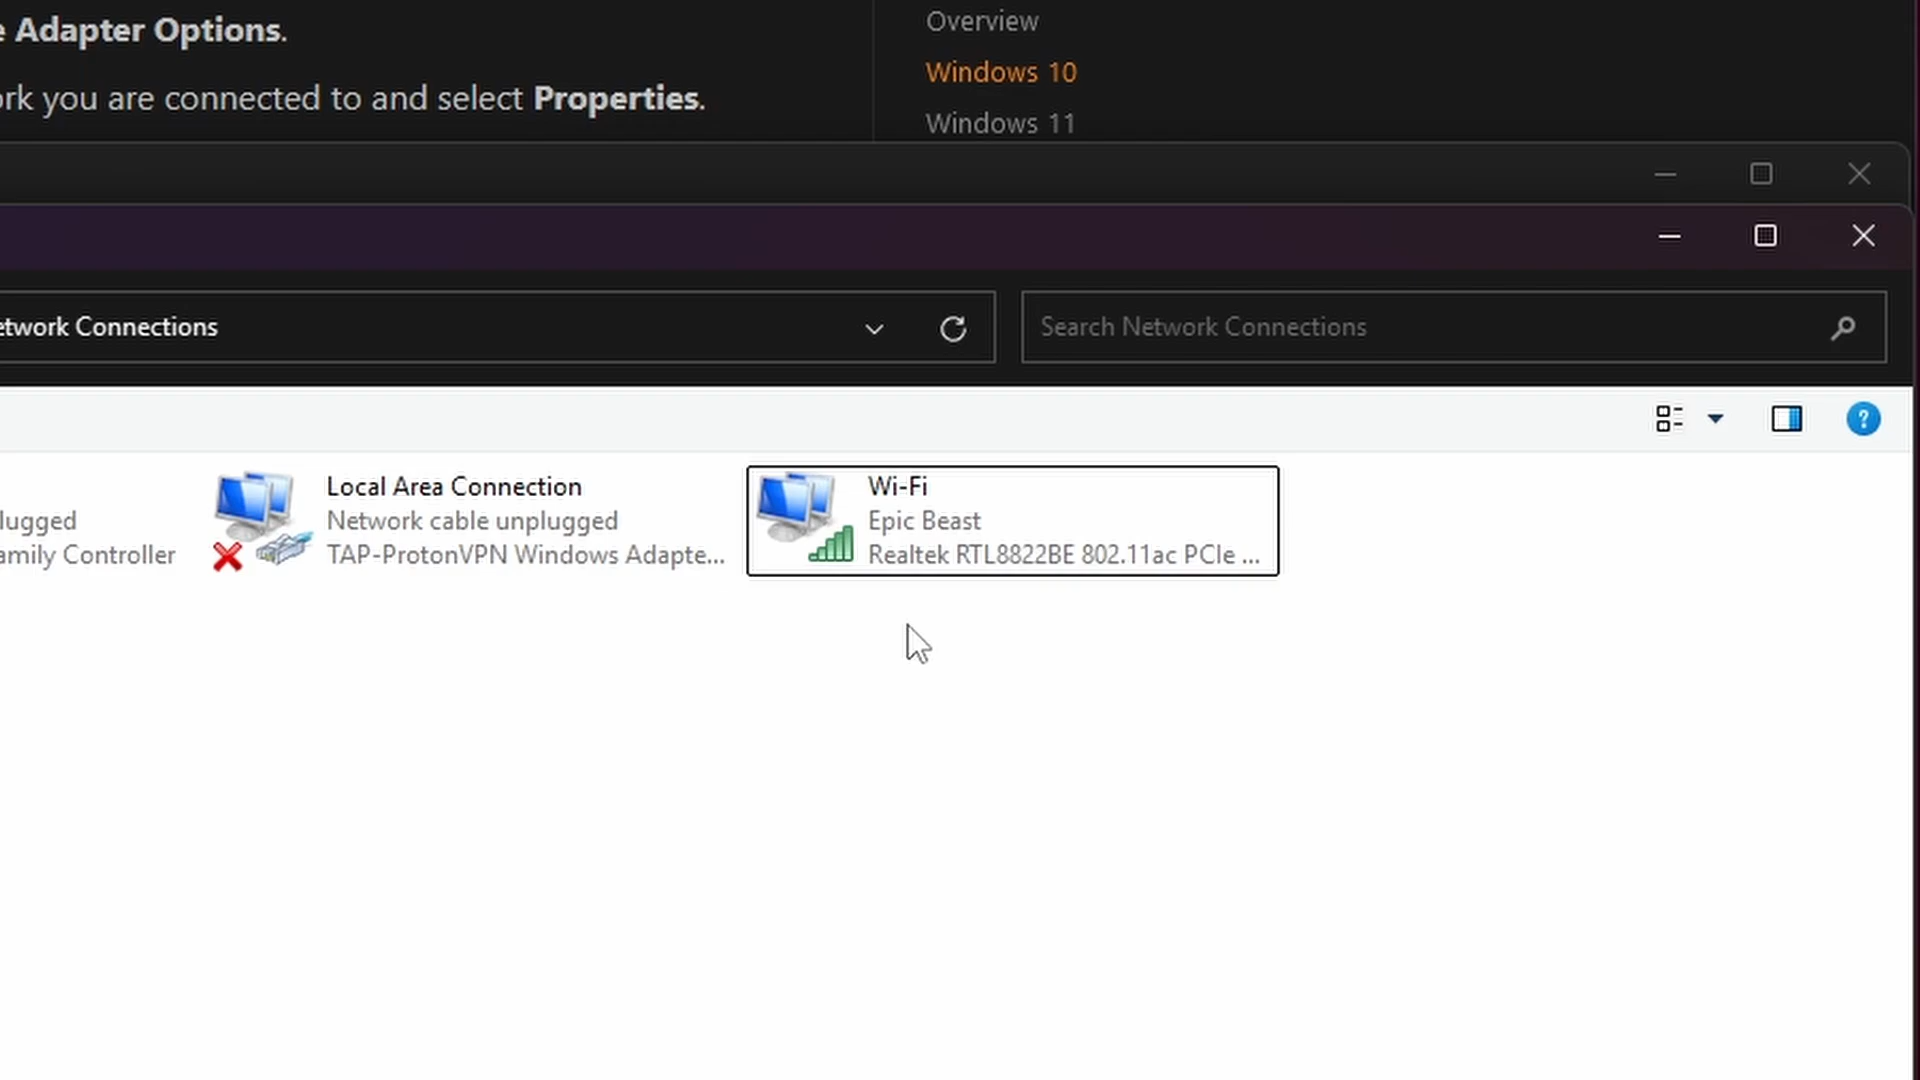 e Adapter Options.
ork you are connected to and select Properties.
Overview
Windows 10
Windows 11
etwork Connections
Search Network Connections
lugged
amily Controller
Local Area Connection
Network cable unplugged
TAP-ProtonVPN Windows Adapte...
Wi-Fi
Epic Beast
Realtek RTL8822BE 802.11ac PCIe ...
?